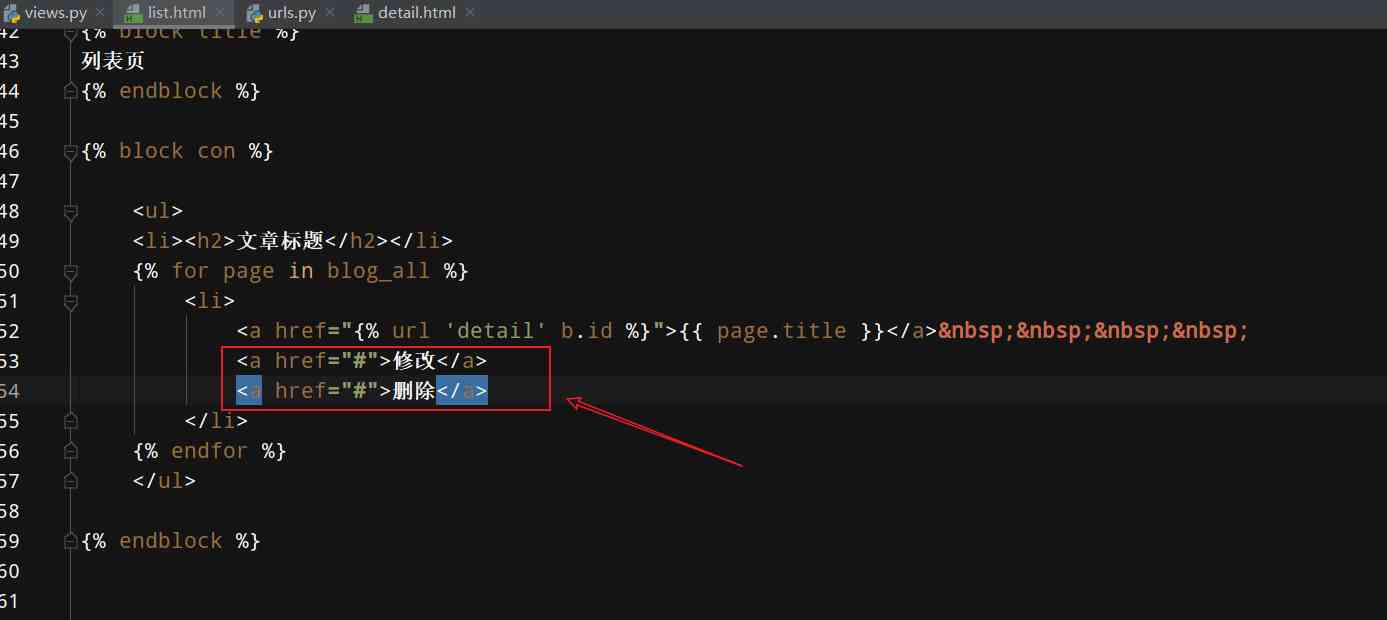 views.py × list.html × urls.py × detail.html ×
42 {% block title %}
43 列表页
44 {% endblock %}
45
46 {% block con %}
47
48 <ul>
49 <li><h2>文章标题</h2></li>
50 {% for page in blog_all %}
51 <li>
52 <a href="{% url 'detail' b.id %}">{{ page.title }}</a>&nbsp;&nbsp;&nbsp;&nbsp;
53 <a href="#">修改</a>
54 <a href="#">删除</a>
55 </li>
56 {% endfor %}
57 </ul>
58
59 {% endblock %}
60
61